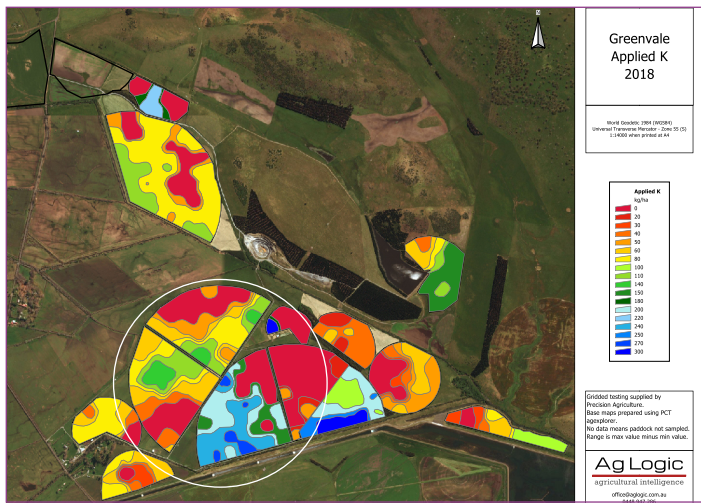 N
Greenvale
Applied K
2018
World Geodetic 1984 (WGS84)
Universal Transverse Mercator - Zone 55 (S)
1:14000 when printed at A4
Applied K
kg/ha
0
20
30
40
50
60
80
100
110
140
150
180
200
220
240
250
270
300
Gridded testing supplied by
Precision Agriculture.
Base maps prepared using PCT
agexplorer.
No data means paddock not sampled.
Range is max value minus min value.
Ag Logic
agricultural intelligence
office@aglogic.com.au